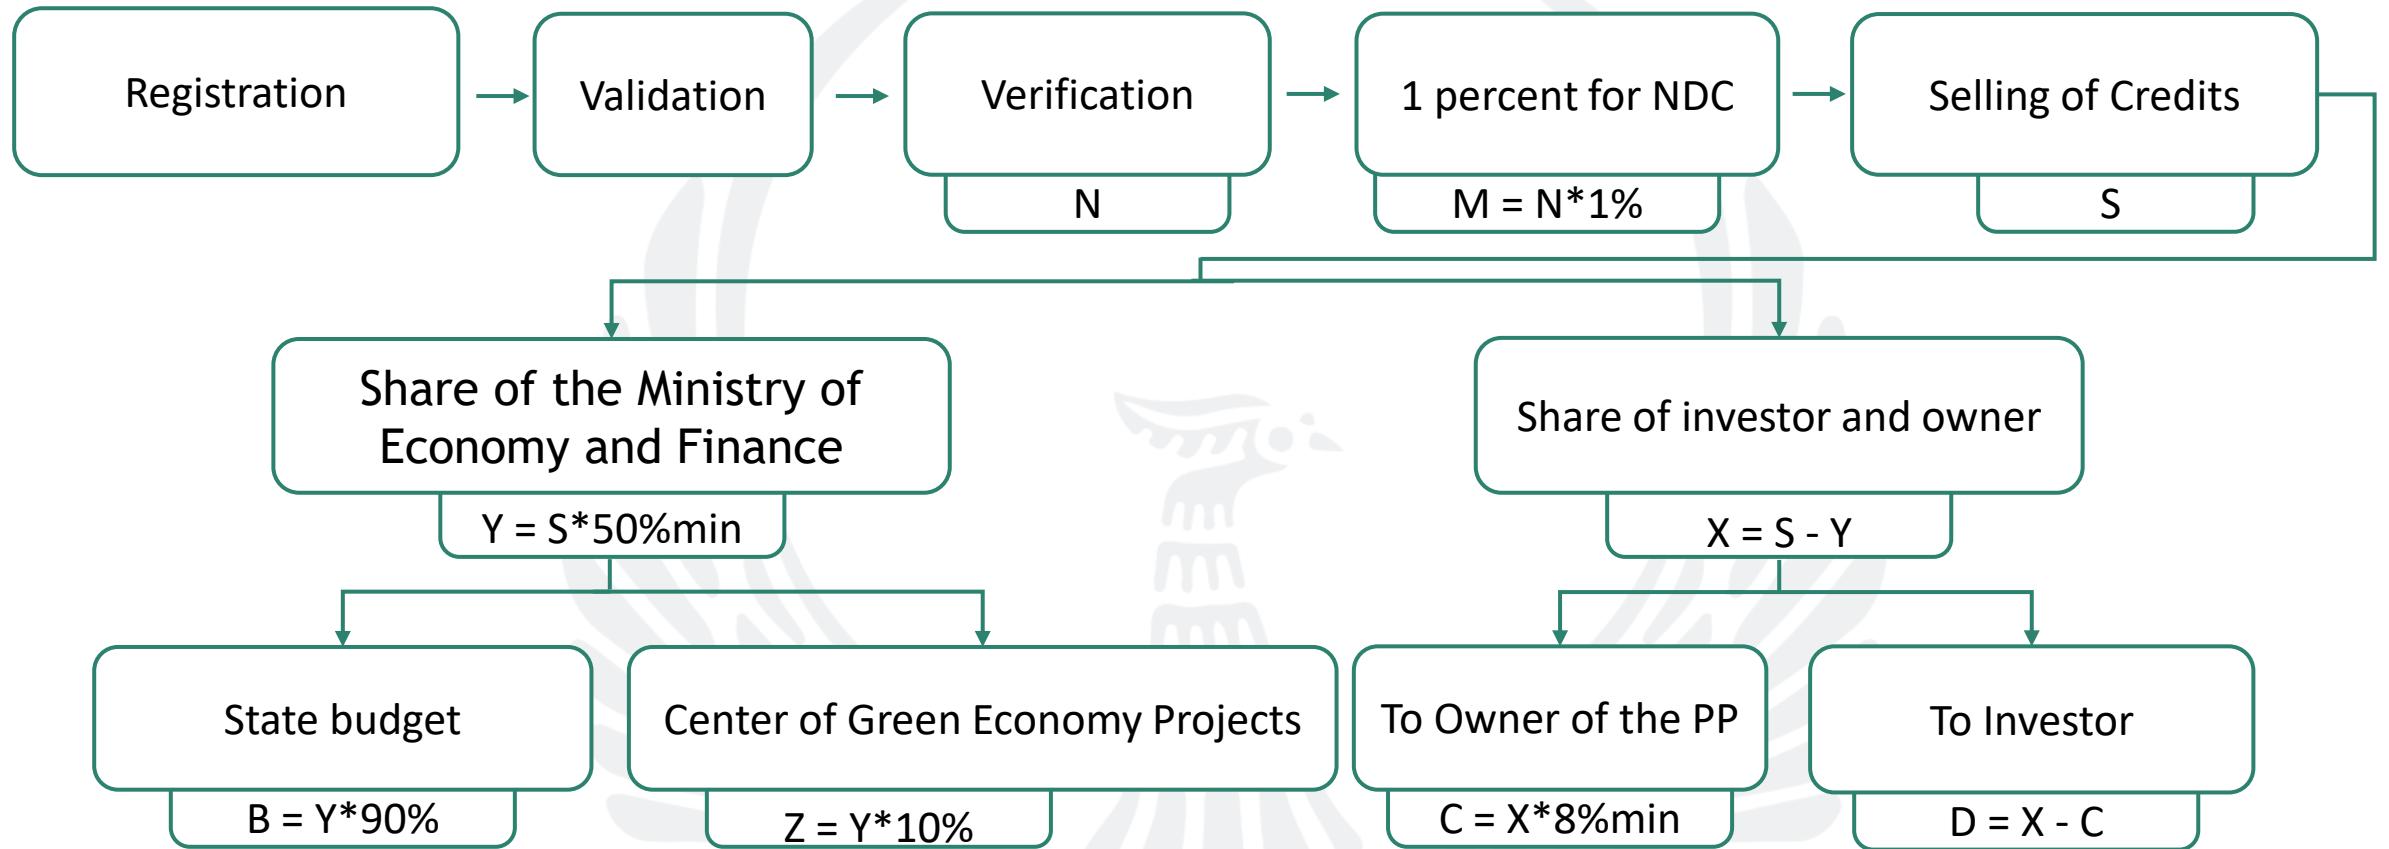 Registration
Validation
Verification
1 percent for NDC
Selling of Credits
N
M = N*1%
S
Share of the Ministry of
Economy and Finance
Share of investor and owner
Y = S*50%min
X = S - Y
State budget
Center of Green Economy Projects
To Owner of the PP
To Investor
B = Y*90%
Z = Y*10%
C = X*8%min
D = X - C